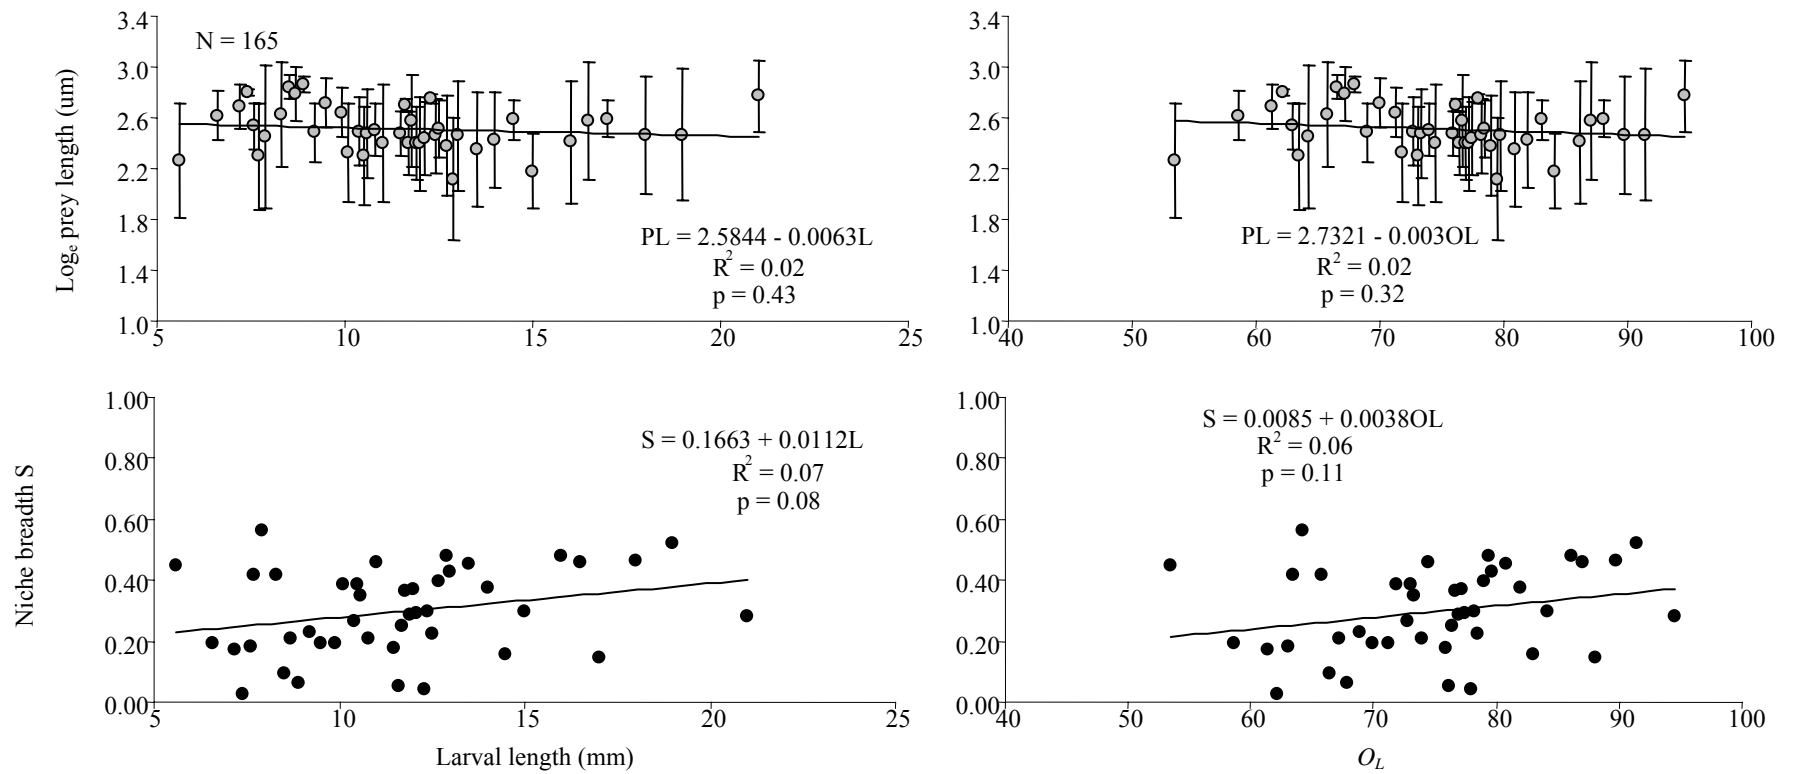 3.4
3.0
2.6
2.2
1.8
1.4
1.0
Logₑ prey length (um)
N = 165
PL = 2.5844 - 0.0063L
R² = 0.02
p = 0.43
5 10 15 20 25
3.4
3.0
2.6
2.2
1.8
1.4
1.0
PL = 2.7321 - 0.003OL
R² = 0.02
p = 0.32
40 50 60 70 80 90 100
1.00
0.80
0.60
0.40
0.20
0.00
Niche breadth S
S = 0.1663 + 0.0112L
R² = 0.07
p = 0.08
5 10 15 20 25
Larval length (mm)
1.00
0.80
0.60
0.40
0.20
0.00
S = 0.0085 + 0.0038OL
R² = 0.06
p = 0.11
40 50 60 70 80 90 100
O_L